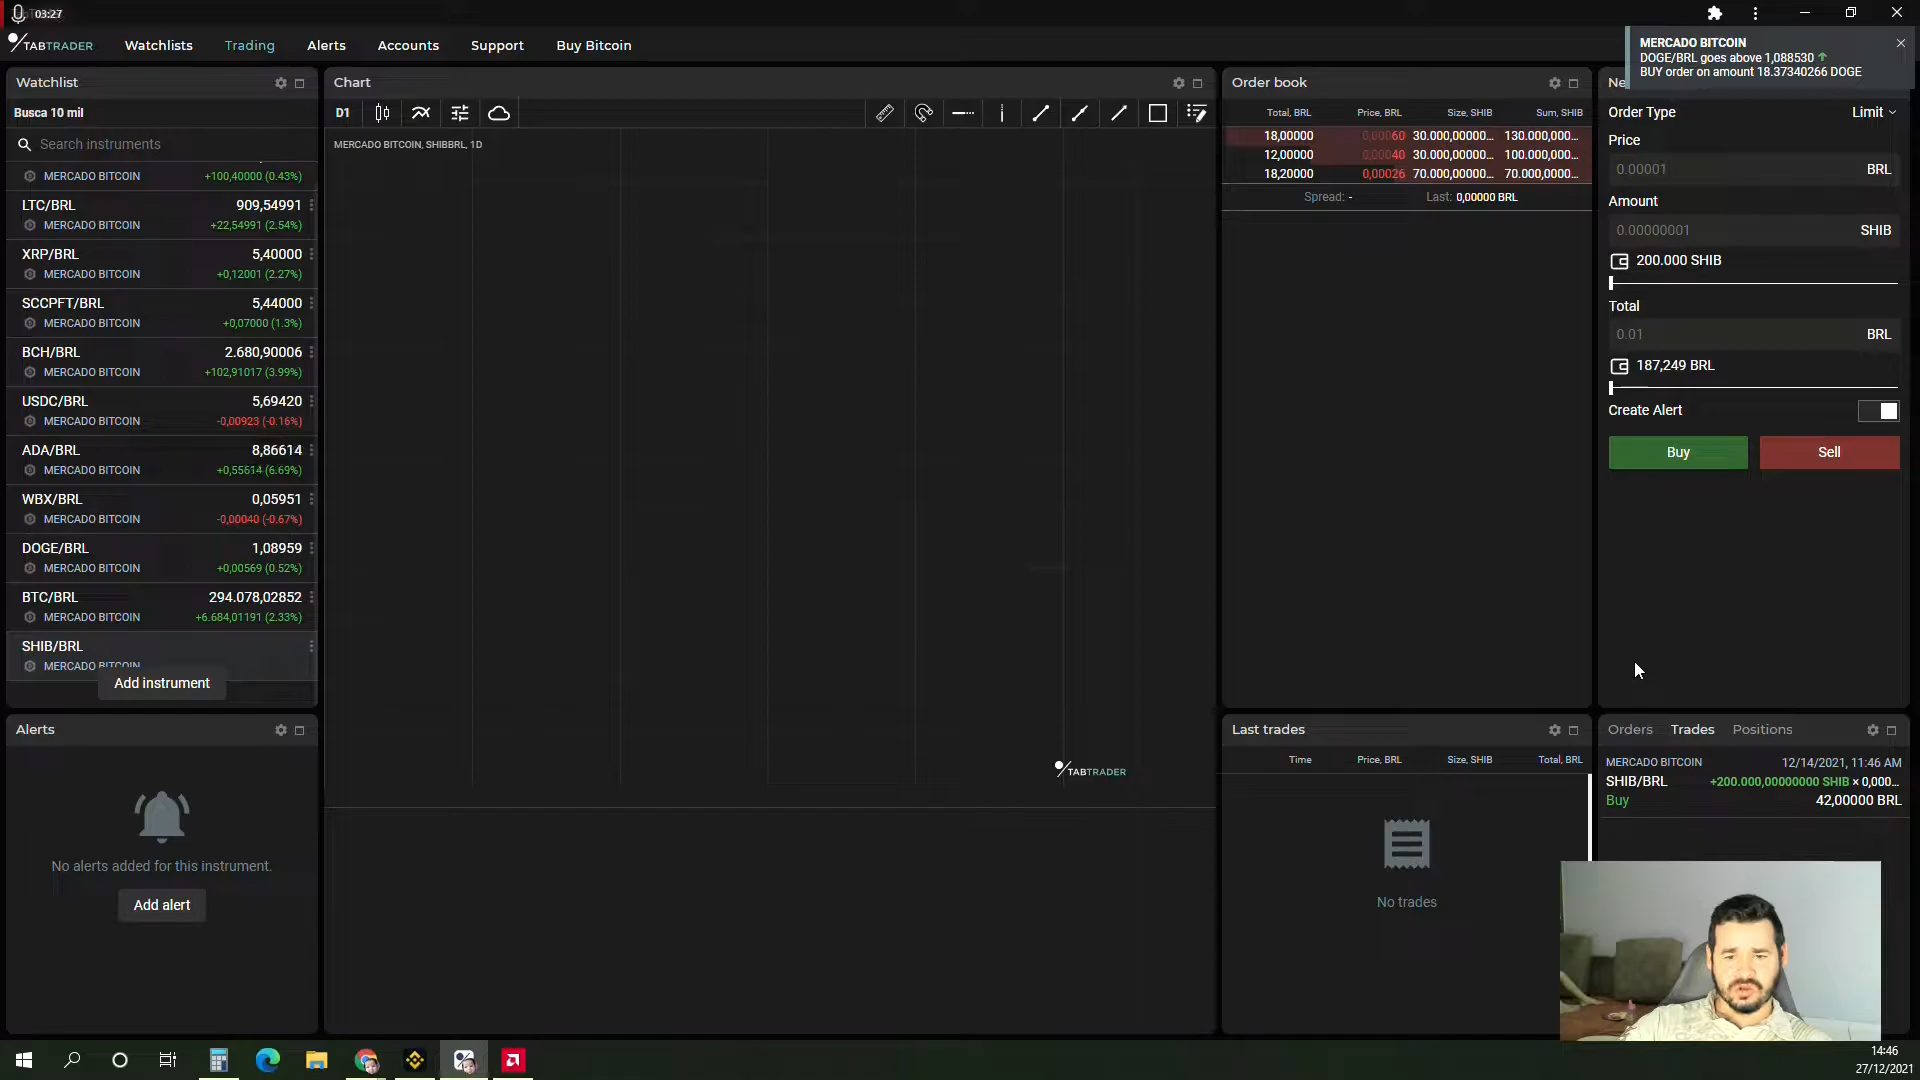 03:27
TABTRADER
Watchlists
Trading
Alerts
Accounts
Support
Buy Bitcoin
MERCADO BITCOIN
DOGE/BRL goes above 1,088530
BUY order on amount 18.37340266 DOGE
Watchlist
Busca 10 mil
Search instruments
MERCADO BITCOIN +100,40000 (0.43%)
LTC/BRL 909,54991
MERCADO BITCOIN +22,54991 (2.54%)
XRP/BRL 5,40000
MERCADO BITCOIN +0,12001 (2.27%)
SCCPFT/BRL 5,44000
MERCADO BITCOIN +0,07000 (1.3%)
BCH/BRL 2.680,90006
MERCADO BITCOIN +102,91017 (3.99%)
USDC/BRL 5,69420
MERCADO BITCOIN -0,00923 (-0.16%)
ADA/BRL 8,86614
MERCADO BITCOIN +0,55614 (6.69%)
WBX/BRL 0,05951
MERCADO BITCOIN -0,00040 (-0.67%)
DOGE/BRL 1,08959
MERCADO BITCOIN +0,00569 (0.52%)
BTC/BRL 294.078,02852
MERCADO BITCOIN +6.684,01191 (2.33%)
SHIB/BRL
MERCADO BITCOIN
Add instrument
Alerts
No alerts added for this instrument.
Add alert
Chart
D1
MERCADO BITCOIN, SHIBBRL, 1D
TABTRADER
Order book
Total, BRL Price, BRL Size, SHIB Sum, SHIB
18,00000 0,00060 30.000,00000... 130.000,000...
12,00000 0,00040 30.000,00000... 100.000,000...
18,20000 0,00026 70.000,00000... 70.000,0000...
Spread: - Last: 0,00000 BRL
Last trades
Time Price, BRL Size, SHIB Total, BRL
No trades
Ne
Order Type Limit
Price
0.00001 BRL
Amount
0.00000001 SHIB
200.000 SHIB
Total
0.01 BRL
187,249 BRL
Create Alert
Buy
Sell
Orders Trades Positions
MERCADO BITCOIN 12/14/2021, 11:46 AM
SHIB/BRL +200.000,00000000 SHIB × 0,000...
Buy 42,00000 BRL
14:46
27/12/2021